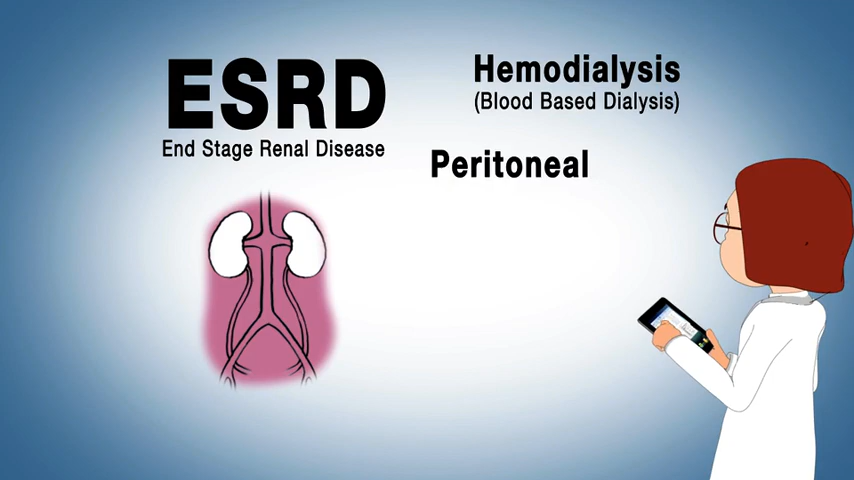 ESRD
End Stage Renal Disease
Hemodialysis
(Blood Based Dialysis)
Peritoneal